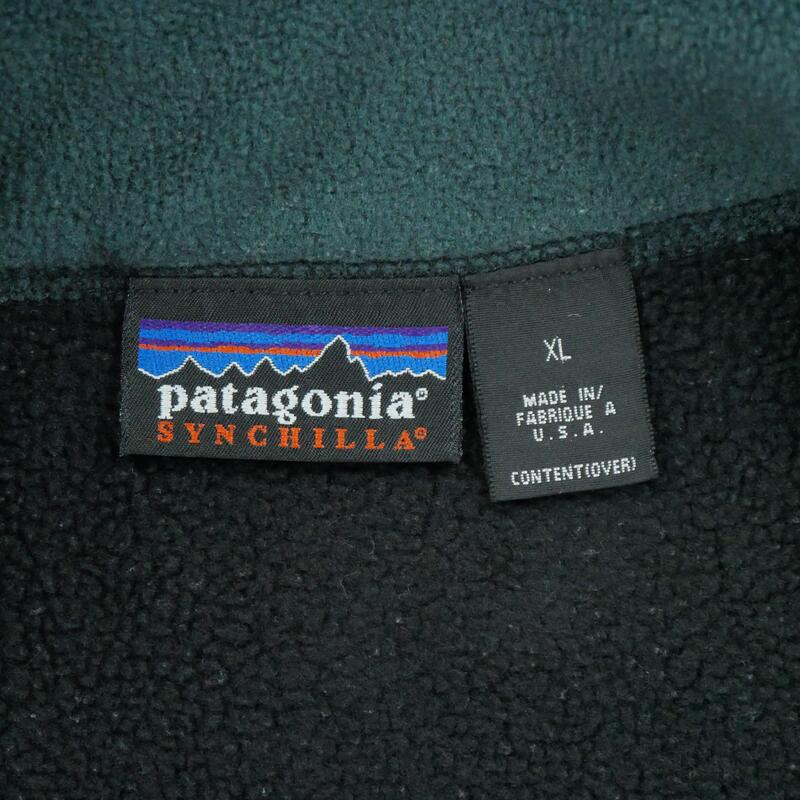 patagonia®
SYNCHILLA®
XL
MADE IN/
FABRIQUE A
U.S.A.
CONTENT(OVER)